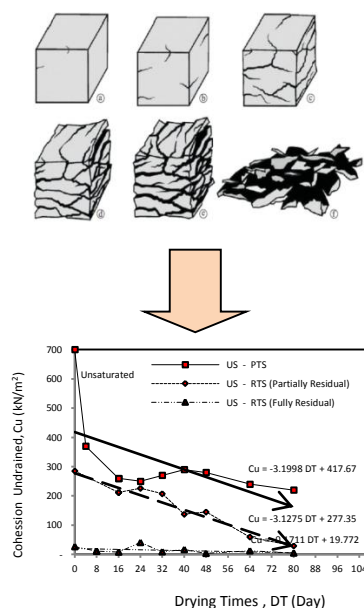 a
b
c
d
e
f
700
600
500
400
300
200
100
-
Unsaturated
US - PTS
US - RTS (Partially Residual)
US - RTS (Fully Residual)
Cu = -3.1998 DT + 417.67
Cu = -3.1275 DT + 277.35
Cu = 711 DT + 19.772
0 8 16 24 32 40 48 56 64 72 80 88 96 104
Cohession Undrained, Cu (kN/m²)
Drying Times , DT (Day)